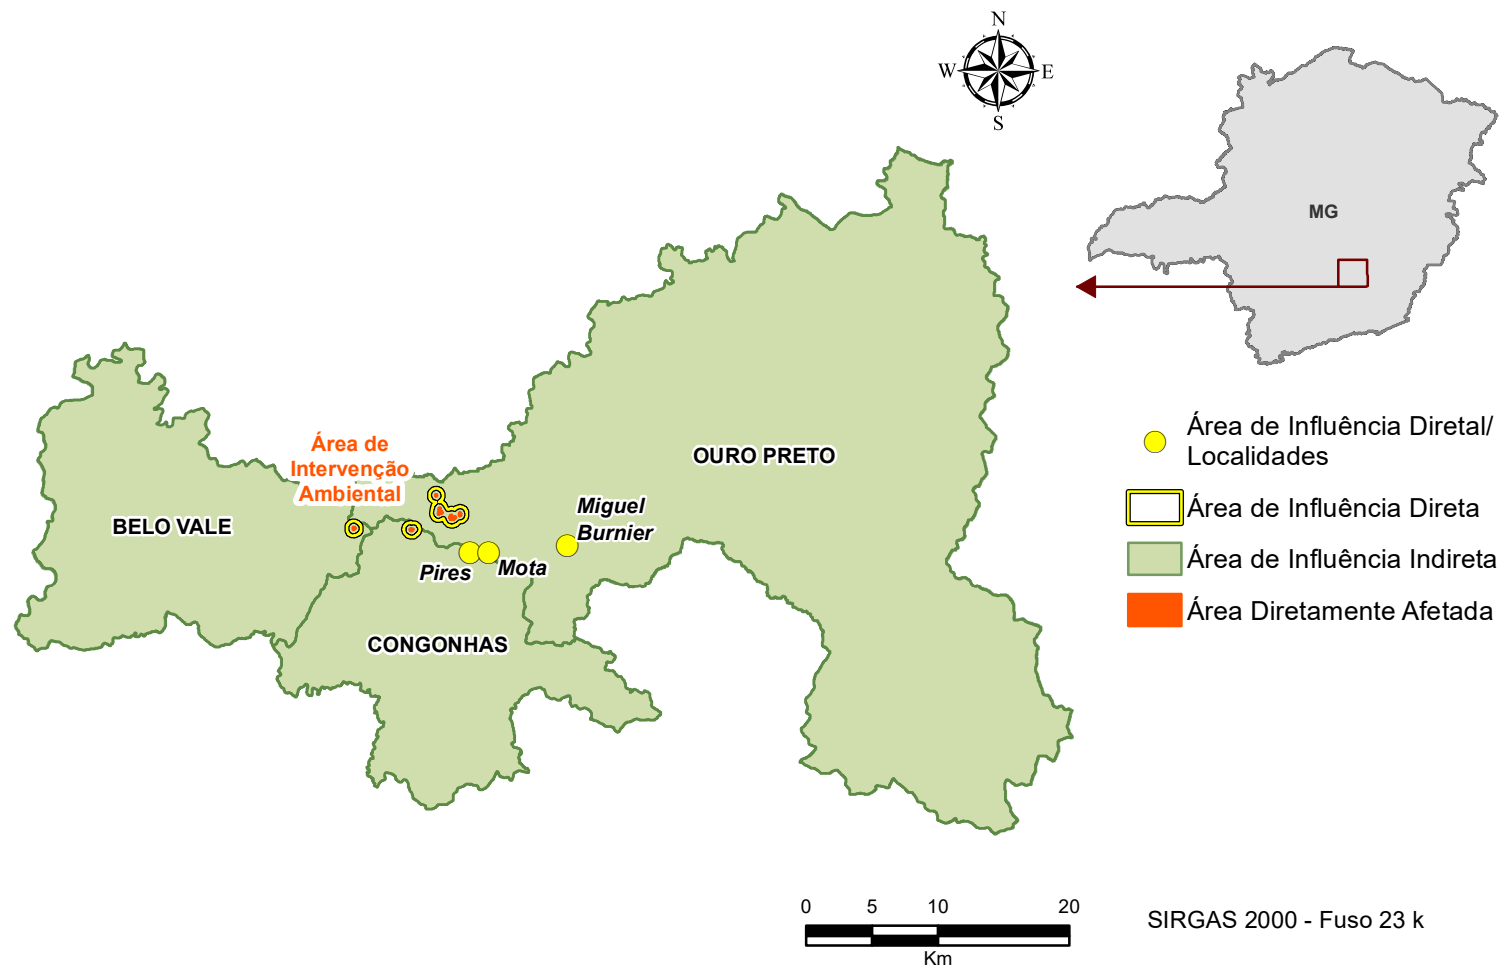 N
W
E
S
MG
Área de
Intervenção
Ambiental
BELO VALE
OURO PRETO
Miguel
Burnier
Pires
Mota
CONGONHAS
Área de Influência Diretal/
Localidades
Área de Influência Direta
Área de Influência Indireta
Área Diretamente Afetada
0 5 10 20
Km
SIRGAS 2000 - Fuso 23 k